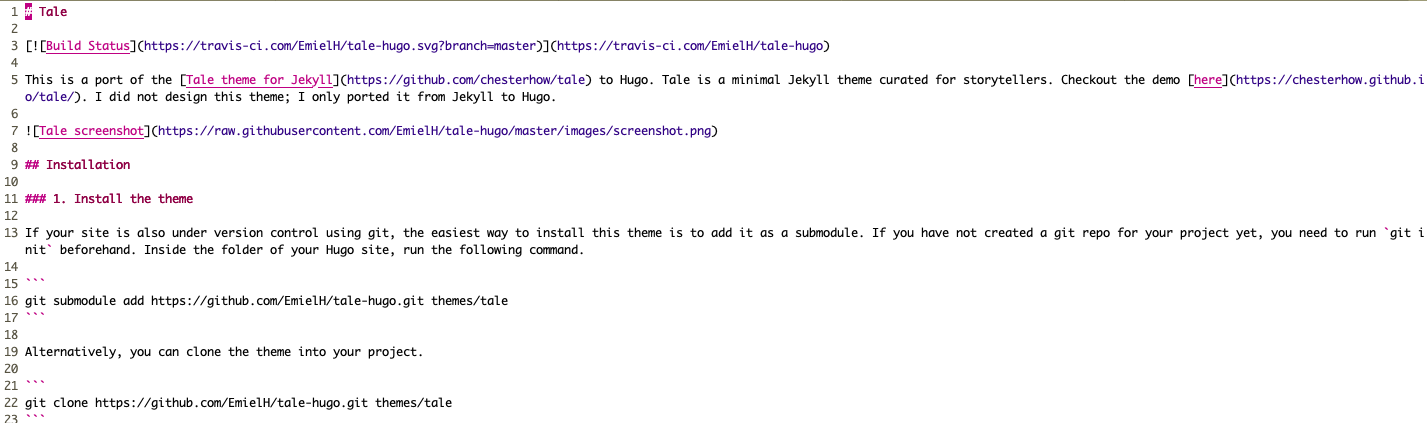 1 # Tale
2
3 [![Build Status](https://travis-ci.com/EmielH/tale-hugo.svg?branch=master)](https://travis-ci.com/EmielH/tale-hugo)
4
5 This is a port of the [Tale theme for Jekyll](https://github.com/chesterhow/tale) to Hugo. Tale is a minimal Jekyll theme curated for storytellers. Checkout the demo [here](https://chesterhow.github.i
o/tale/). I did not design this theme; I only ported it from Jekyll to Hugo.
6
7 ![Tale screenshot](https://raw.githubusercontent.com/EmielH/tale-hugo/master/images/screenshot.png)
8
9 ## Installation
10
11 ### 1. Install the theme
12
13 If your site is also under version control using git, the easiest way to install this theme is to add it as a submodule. If you have not created a git repo for your project yet, you need to run `git i
nit` beforehand. Inside the folder of your Hugo site, run the following command.
14
15 ```
16 git submodule add https://github.com/EmielH/tale-hugo.git themes/tale
17 ```
18
19 Alternatively, you can clone the theme into your project.
20
21 ```
22 git clone https://github.com/EmielH/tale-hugo.git themes/tale
23 ```